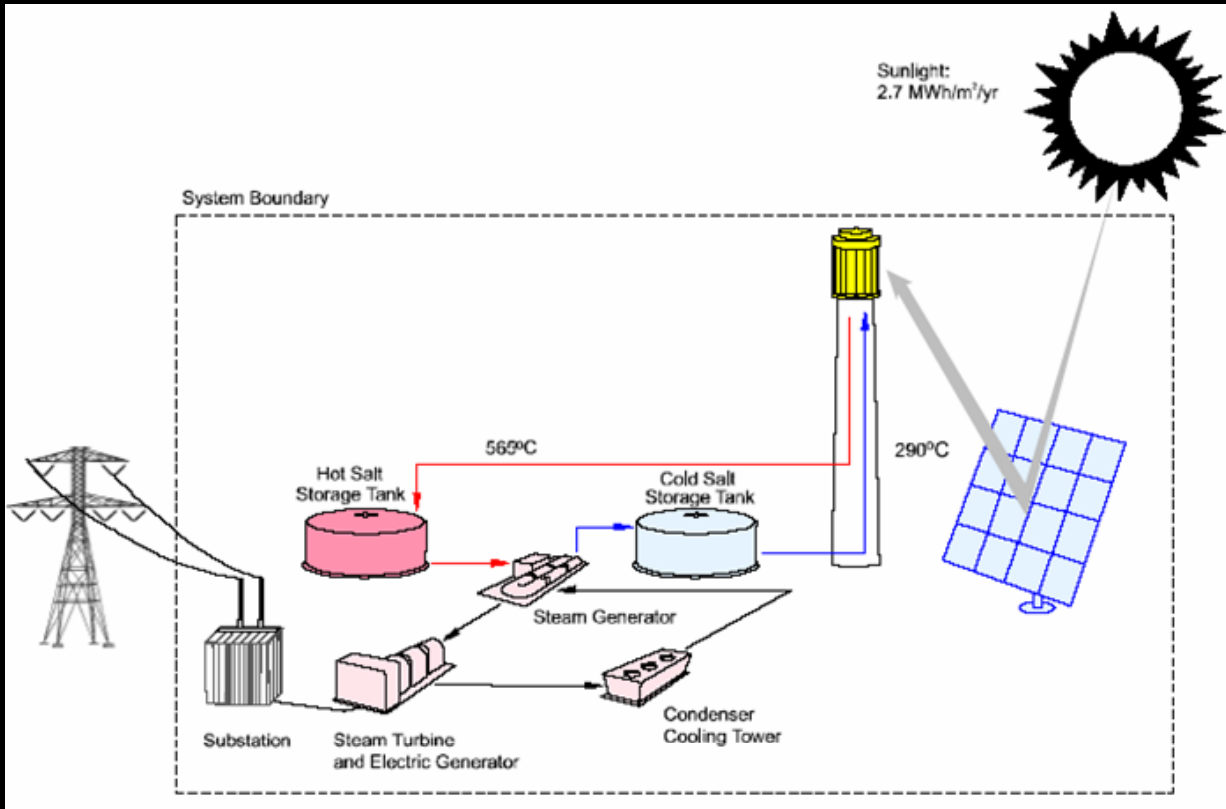 Sunlight:
2.7 MWh/m²/yr
System Boundary
565ºC
290ºC
Hot Salt
Storage Tank
Cold Salt
Storage Tank
Steam Generator
Substation
Steam Turbine
and Electric Generator
Condenser
Cooling Tower